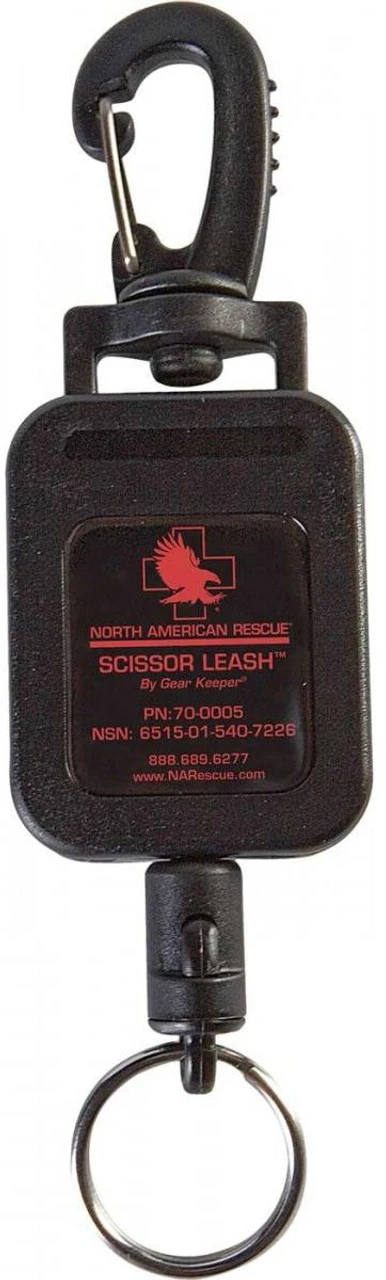 NORTH AMERICAN RESCUE®
SCISSOR LEASH™
By Gear Keeper®
PN:70-0005
NSN: 6515-01-540-7226
888.689.6277
www.NARescue.com